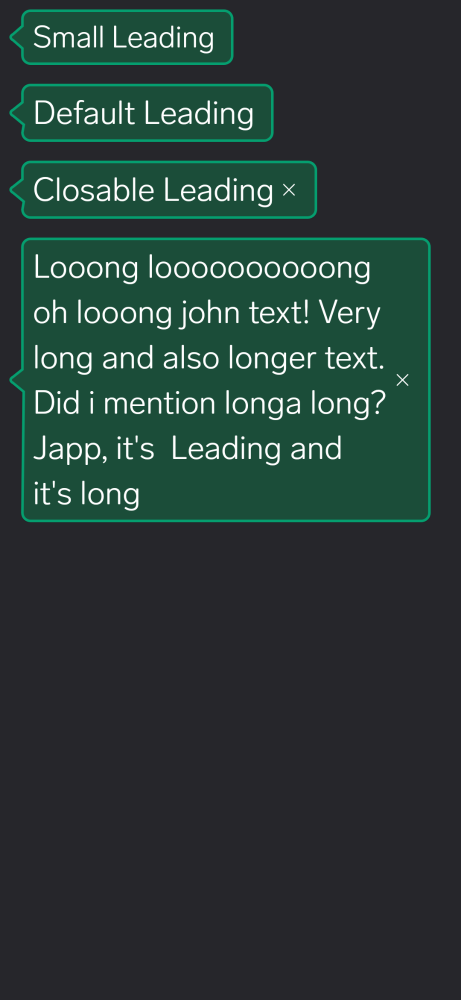 Small Leading
Default Leading
Closable Leading ×
Looong looooooooooong
oh looong john text! Very
long and also longer text.
Did i mention longa long?
Japp, it's  Leading and
it's long